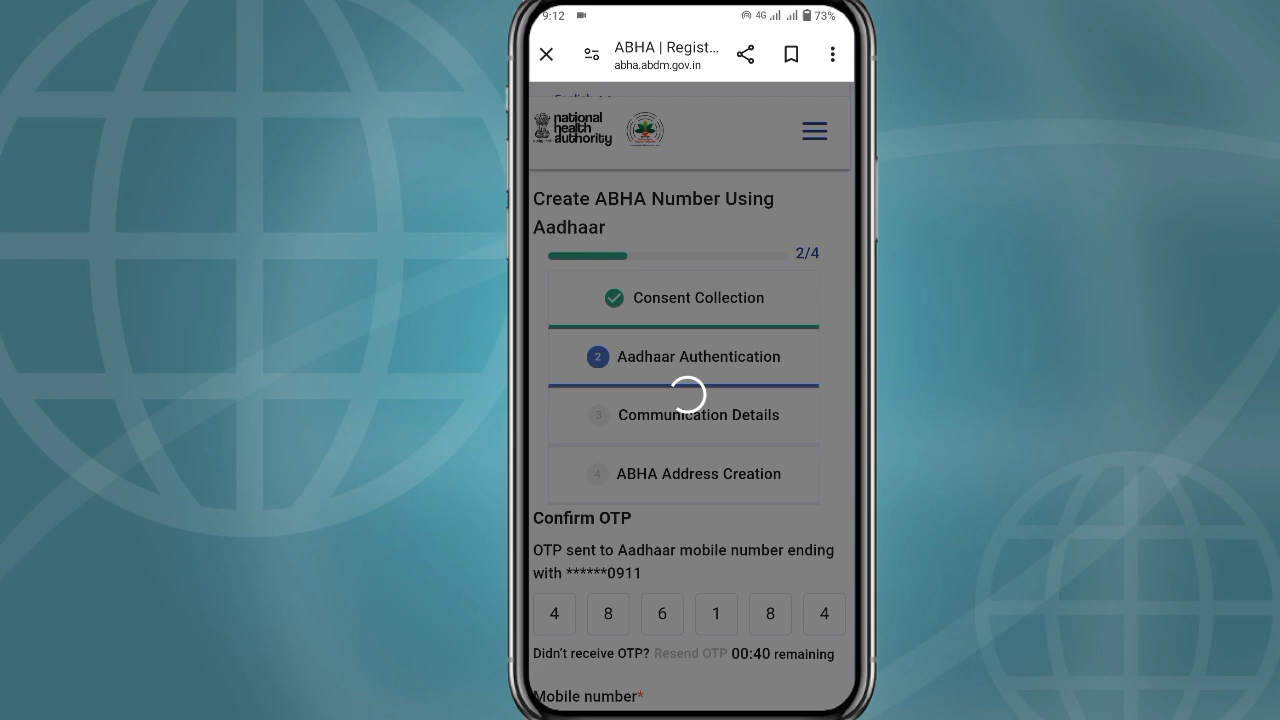 9:12 4G 73%
ABHA | Regist...
abha.abdm.gov.in
English
national
health
authority
Create ABHA Number Using
Aadhaar
2/4
Consent Collection
2 Aadhaar Authentication
3 Communication Details
4 ABHA Address Creation
Confirm OTP
OTP sent to Aadhaar mobile number ending
with ******0911
4 8 6 1 8 4
Didn't receive OTP? Resend OTP 00:40 remaining
Mobile number*